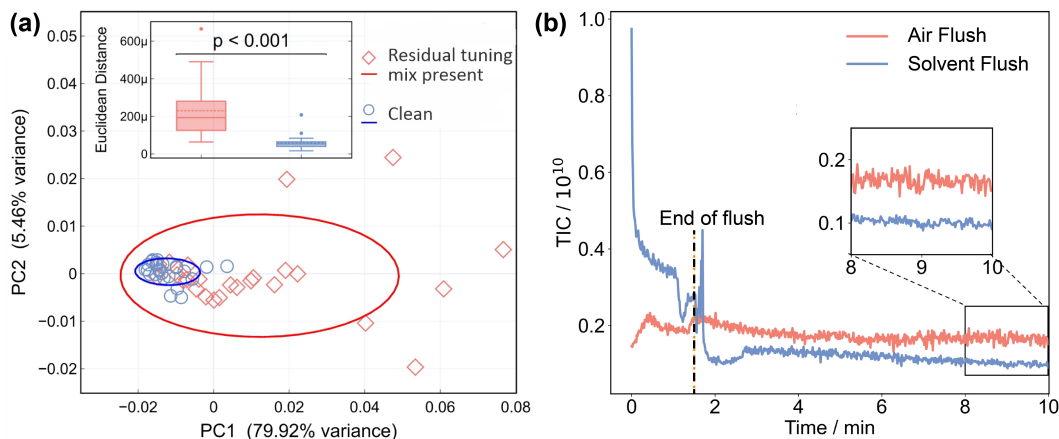 (a)
Euclidean Distance
600μ
400μ
200μ
0
p < 0.001
Residual tuning
mix present
Clean
PC2 (5.46% variance)
0.05
0.04
0.03
0.02
0.01
0
−0.01
−0.02
−0.02
0
0.02
0.04
0.06
0.08
PC1 (79.92% variance)
(b)
TIC / 10¹⁰
1.0
0.8
0.6
0.4
0.2
Air Flush
Solvent Flush
End of flush
0.2
0.1
8
9
10
0
2
4
6
8
10
Time / min